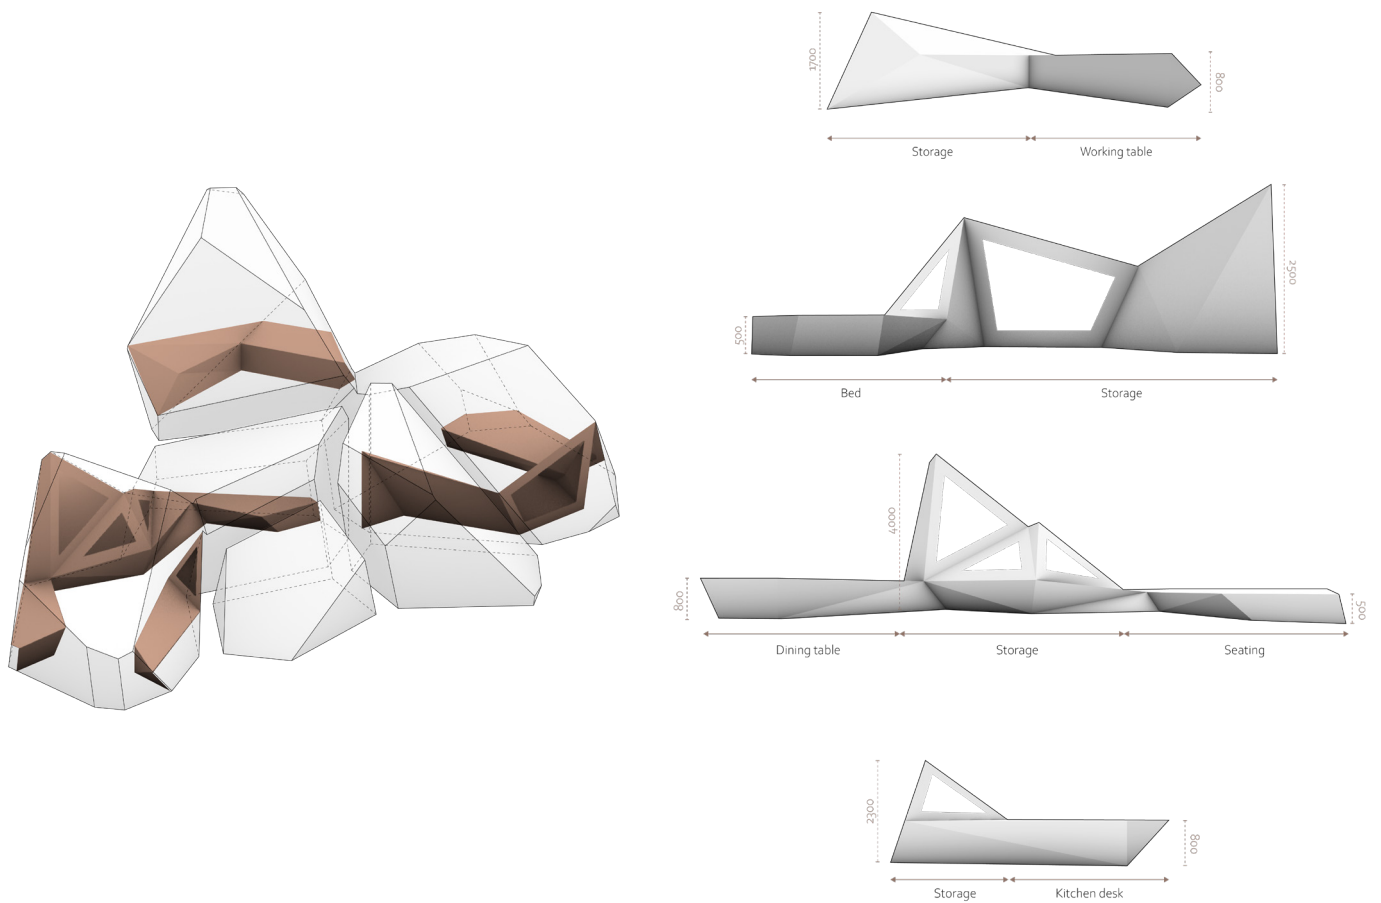 1700
800
Storage
Working table
2500
500
Bed
Storage
4000
800
500
Dining table
Storage
Seating
2300
800
Storage
Kitchen desk